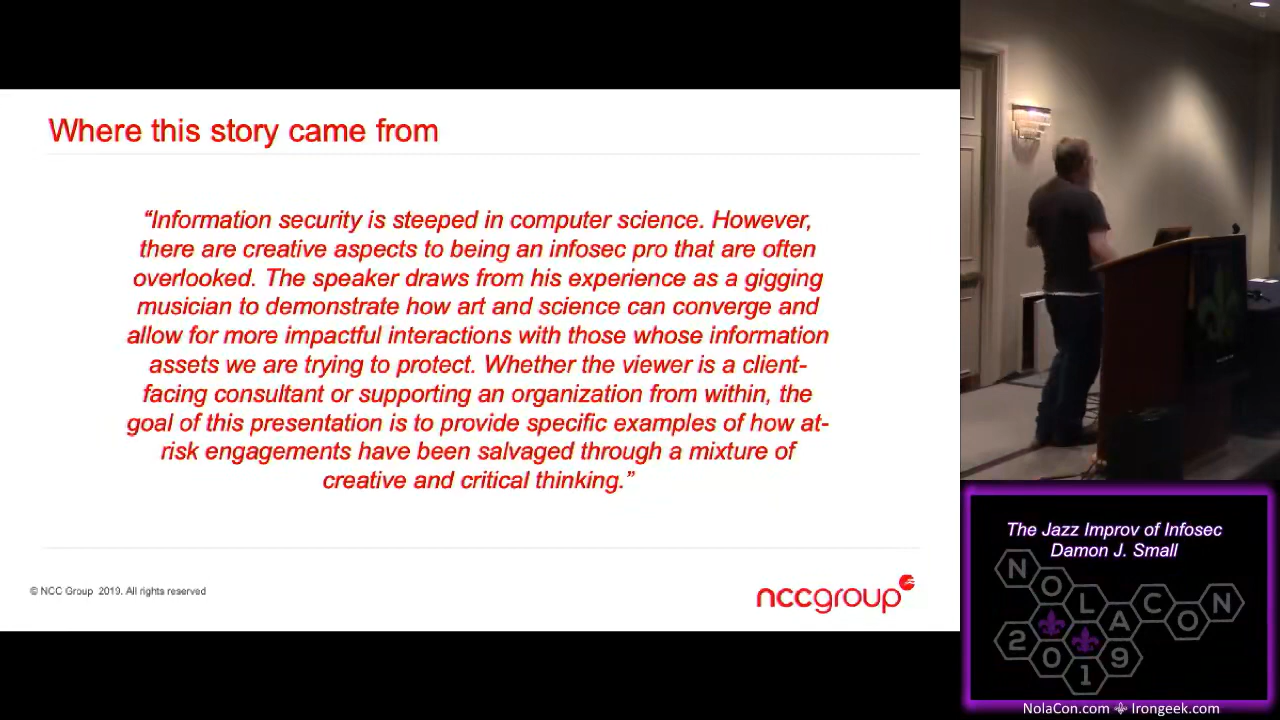 Where this story came from
“Information security is steeped in computer science. However,
there are creative aspects to being an infosec pro that are often
overlooked. The speaker draws from his experience as a gigging
musician to demonstrate how art and science can converge and
allow for more impactful interactions with those whose information
assets we are trying to protect. Whether the viewer is a client-
facing consultant or supporting an organization from within, the
goal of this presentation is to provide specific examples of how at-
risk engagements have been salvaged through a mixture of
creative and critical thinking.”
© NCC Group 2019. All rights reserved
nccgroup
The Jazz Improv of Infosec
Damon J. Small
NOLACON
2019
NolaCon.com Irongeek.com